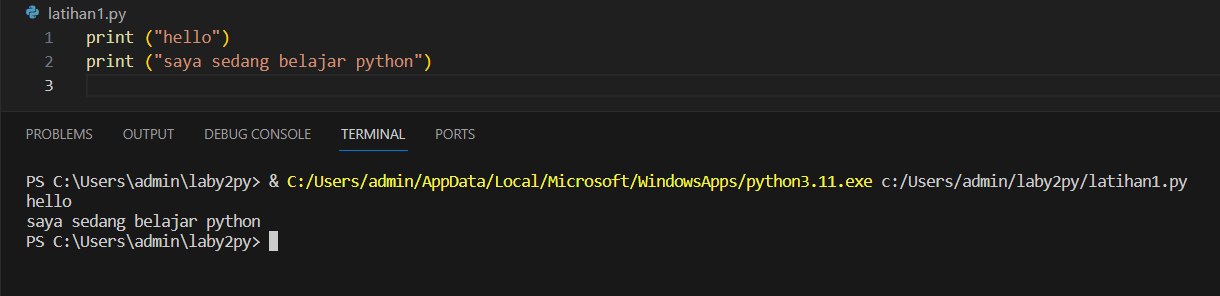 latihan1.py
1 print ("hello")
2 print ("saya sedang belajar python")
3
PROBLEMS OUTPUT DEBUG CONSOLE TERMINAL PORTS
PS C:\Users\admin\laby2py> & C:/Users/admin/AppData/Local/Microsoft/WindowsApps/python3.11.exe c:/Users/admin/laby2py/latihan1.py
hello
saya sedang belajar python
PS C:\Users\admin\laby2py>